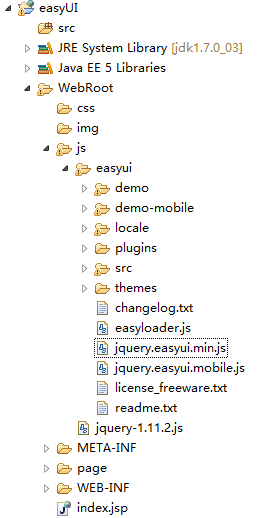 easyUI
src
JRE System Library [jdk1.7.0_03]
Java EE 5 Libraries
WebRoot
css
img
js
easyui
demo
demo-mobile
locale
plugins
src
themes
changelog.txt
easyloader.js
jquery.easyui.min.js
jquery.easyui.mobile.js
license_freeware.txt
readme.txt
jquery-1.11.2.js
META-INF
page
WEB-INF
index.jsp